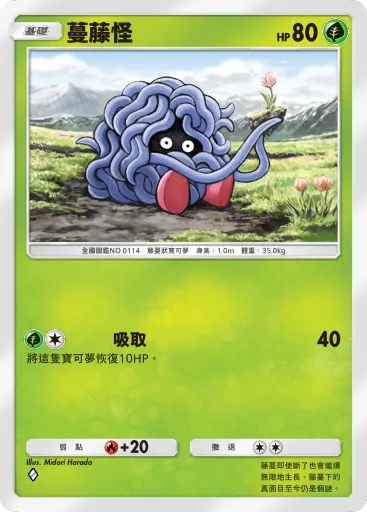 基礎 蔓藤怪 HP 80
全國圖鑑NO.0114 藤蔓狀寶可夢 身高：1.0m 體重：35.0kg
吸取 40
將這隻寶可夢恢復10HP。
弱點 +20 撤退
Illus. Midori Harada
藤蔓即使斷了也會繼續
無限地生長。藤蔓下的
真面目至今仍是個謎。